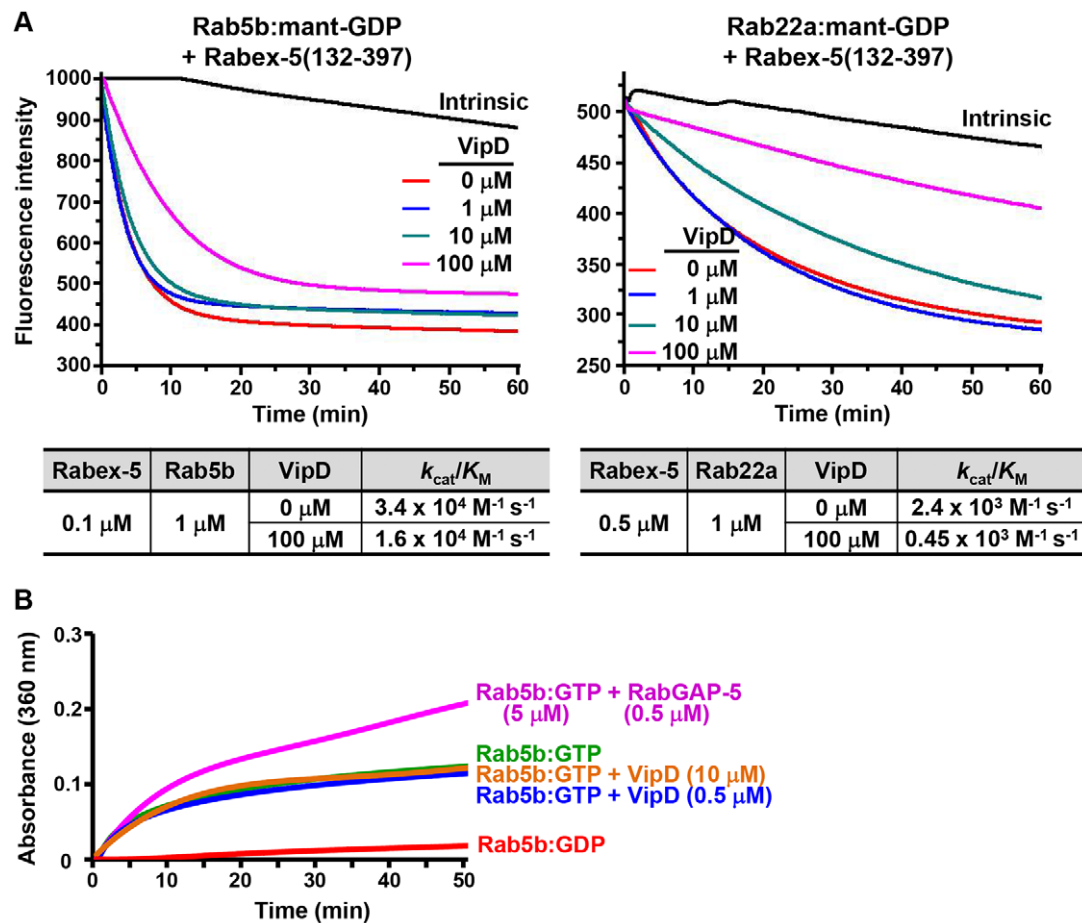 A
Rab5b:mant-GDP
+ Rabex-5(132-397)
Rab22a:mant-GDP
+ Rabex-5(132-397)
Fluorescence intensity
1000
900
800
700
600
500
400
300
Intrinsic
VipD
0 μM
1 μM
10 μM
100 μM
0 10 20 30 40 50 60
Time (min)
500
450
400
350
300
250
Intrinsic
VipD
0 μM
1 μM
10 μM
100 μM
0 10 20 30 40 50 60
Time (min)
Rabex-5 Rab5b VipD kcat/KM
0.1 μM 1 μM 0 μM 3.4 x 10⁴ M⁻¹ s⁻¹
100 μM 1.6 x 10⁴ M⁻¹ s⁻¹
Rabex-5 Rab22a VipD kcat/KM
0.5 μM 1 μM 0 μM 2.4 x 10³ M⁻¹ s⁻¹
100 μM 0.45 x 10³ M⁻¹ s⁻¹
B
Absorbance (360 nm)
0.3
0.2
0.1
0
Rab5b:GTP + RabGAP-5
(5 μM) (0.5 μM)
Rab5b:GTP
Rab5b:GTP + VipD (10 μM)
Rab5b:GTP + VipD (0.5 μM)
Rab5b:GDP
0 10 20 30 40 50
Time (min)